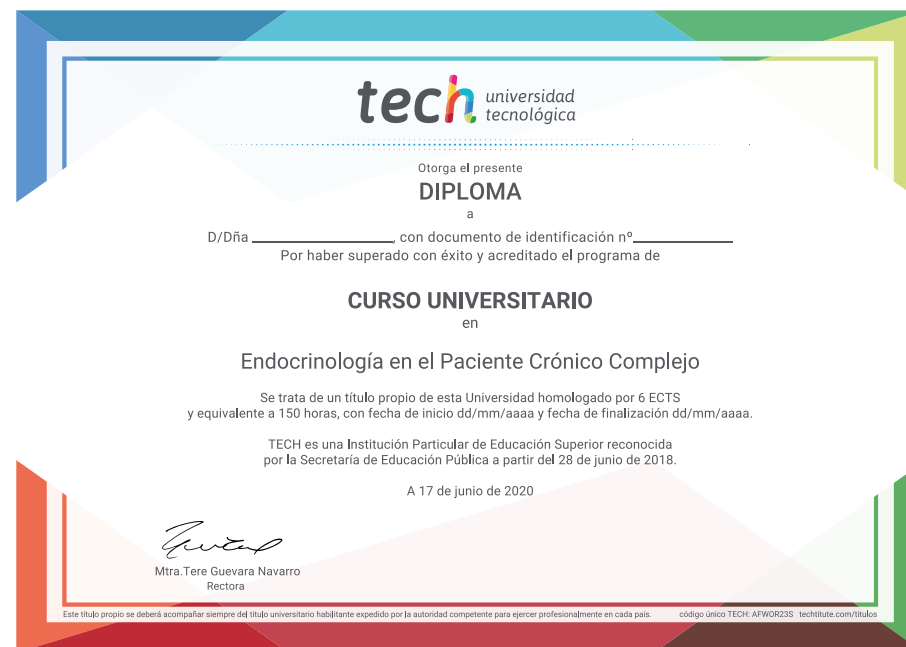 tech universidad
tecnológica
Otorga el presente
DIPLOMA
a
D/Dña ____________________, con documento de identificación nº______________
Por haber superado con éxito y acreditado el programa de
CURSO UNIVERSITARIO
en
Endocrinología en el Paciente Crónico Complejo
Se trata de un título propio de esta Universidad homologado por 6 ECTS
y equivalente a 150 horas, con fecha de inicio dd/mm/aaaa y fecha de finalización dd/mm/aaaa.
TECH es una Institución Particular de Educación Superior reconocida
por la Secretaría de Educación Pública a partir del 28 de junio de 2018.
A 17 de junio de 2020
Mtra.Tere Guevara Navarro
Rectora
Este título propio se deberá acompañar siempre del título universitario habilitante expedido por la autoridad competente para ejercer profesionalmente en cada país. código único TECH: AFWOR23S techtitute.com/titulos